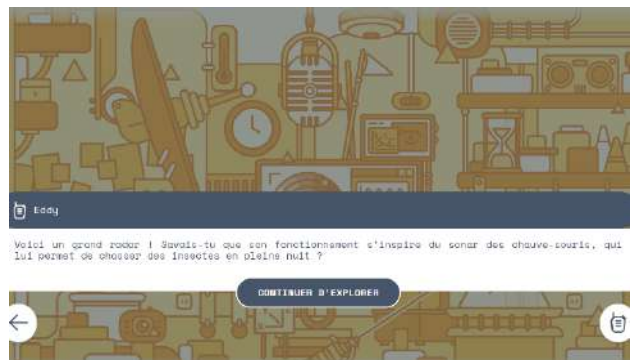 Eddy
Voici un grand radar ! Savais-tu que son fonctionnement s'inspire du sonar des chauve-souris, qui
lui permet de chasser des insectes en pleine nuit ?
CONTINUER D'EXPLORER